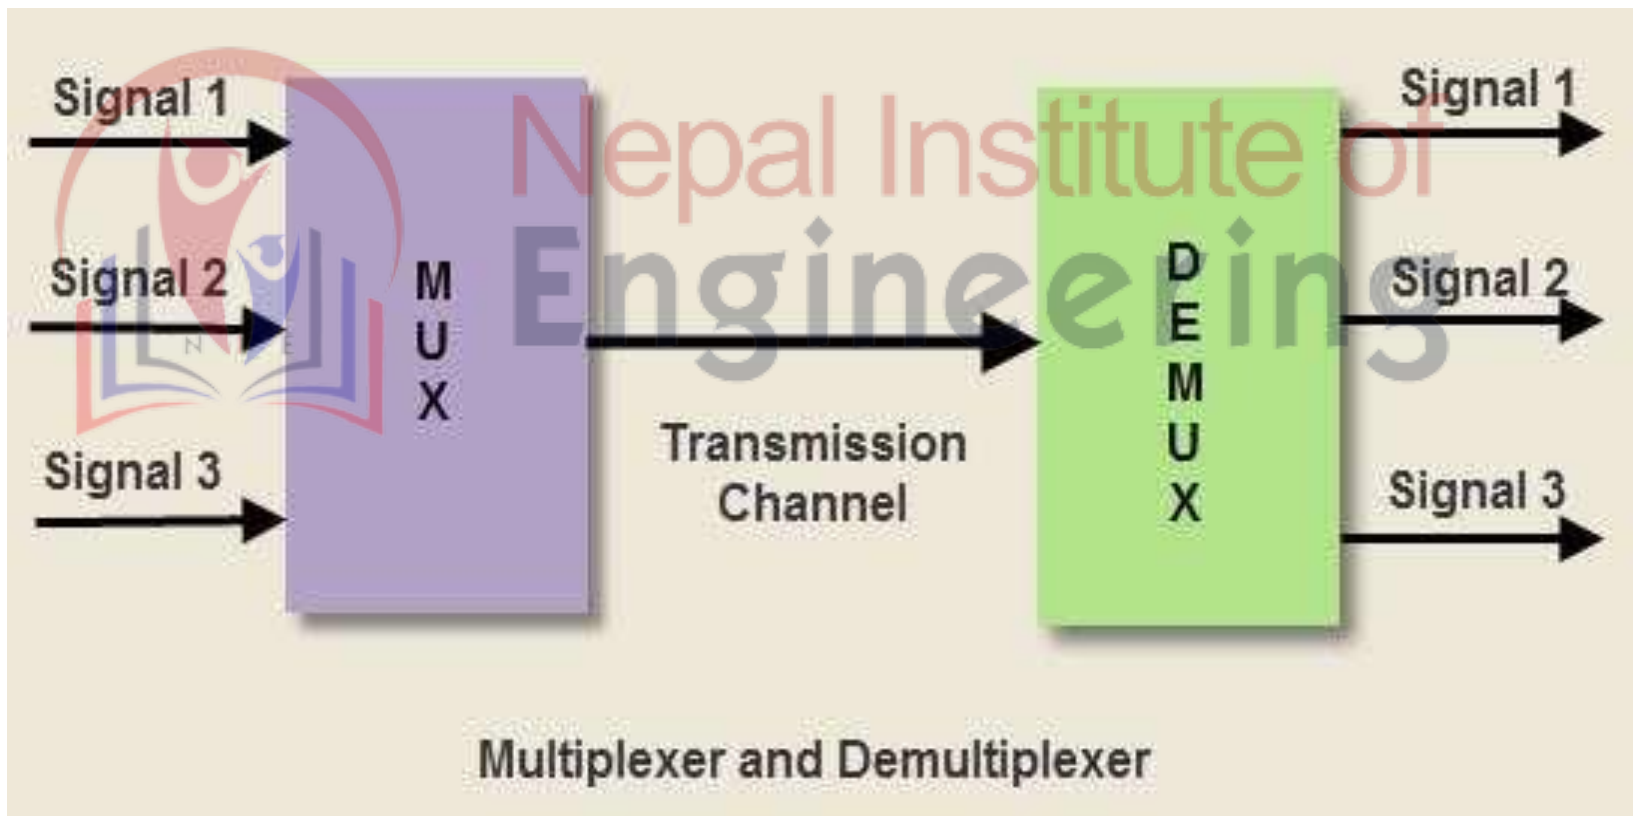 Signal 1
Signal 1
Nepal Institute of
Engineering
Signal 2
Signal 2
N I E
M
U
X
D
E
M
U
X
Transmission
Channel
Signal 3
Signal 3
Multiplexer and Demultiplexer